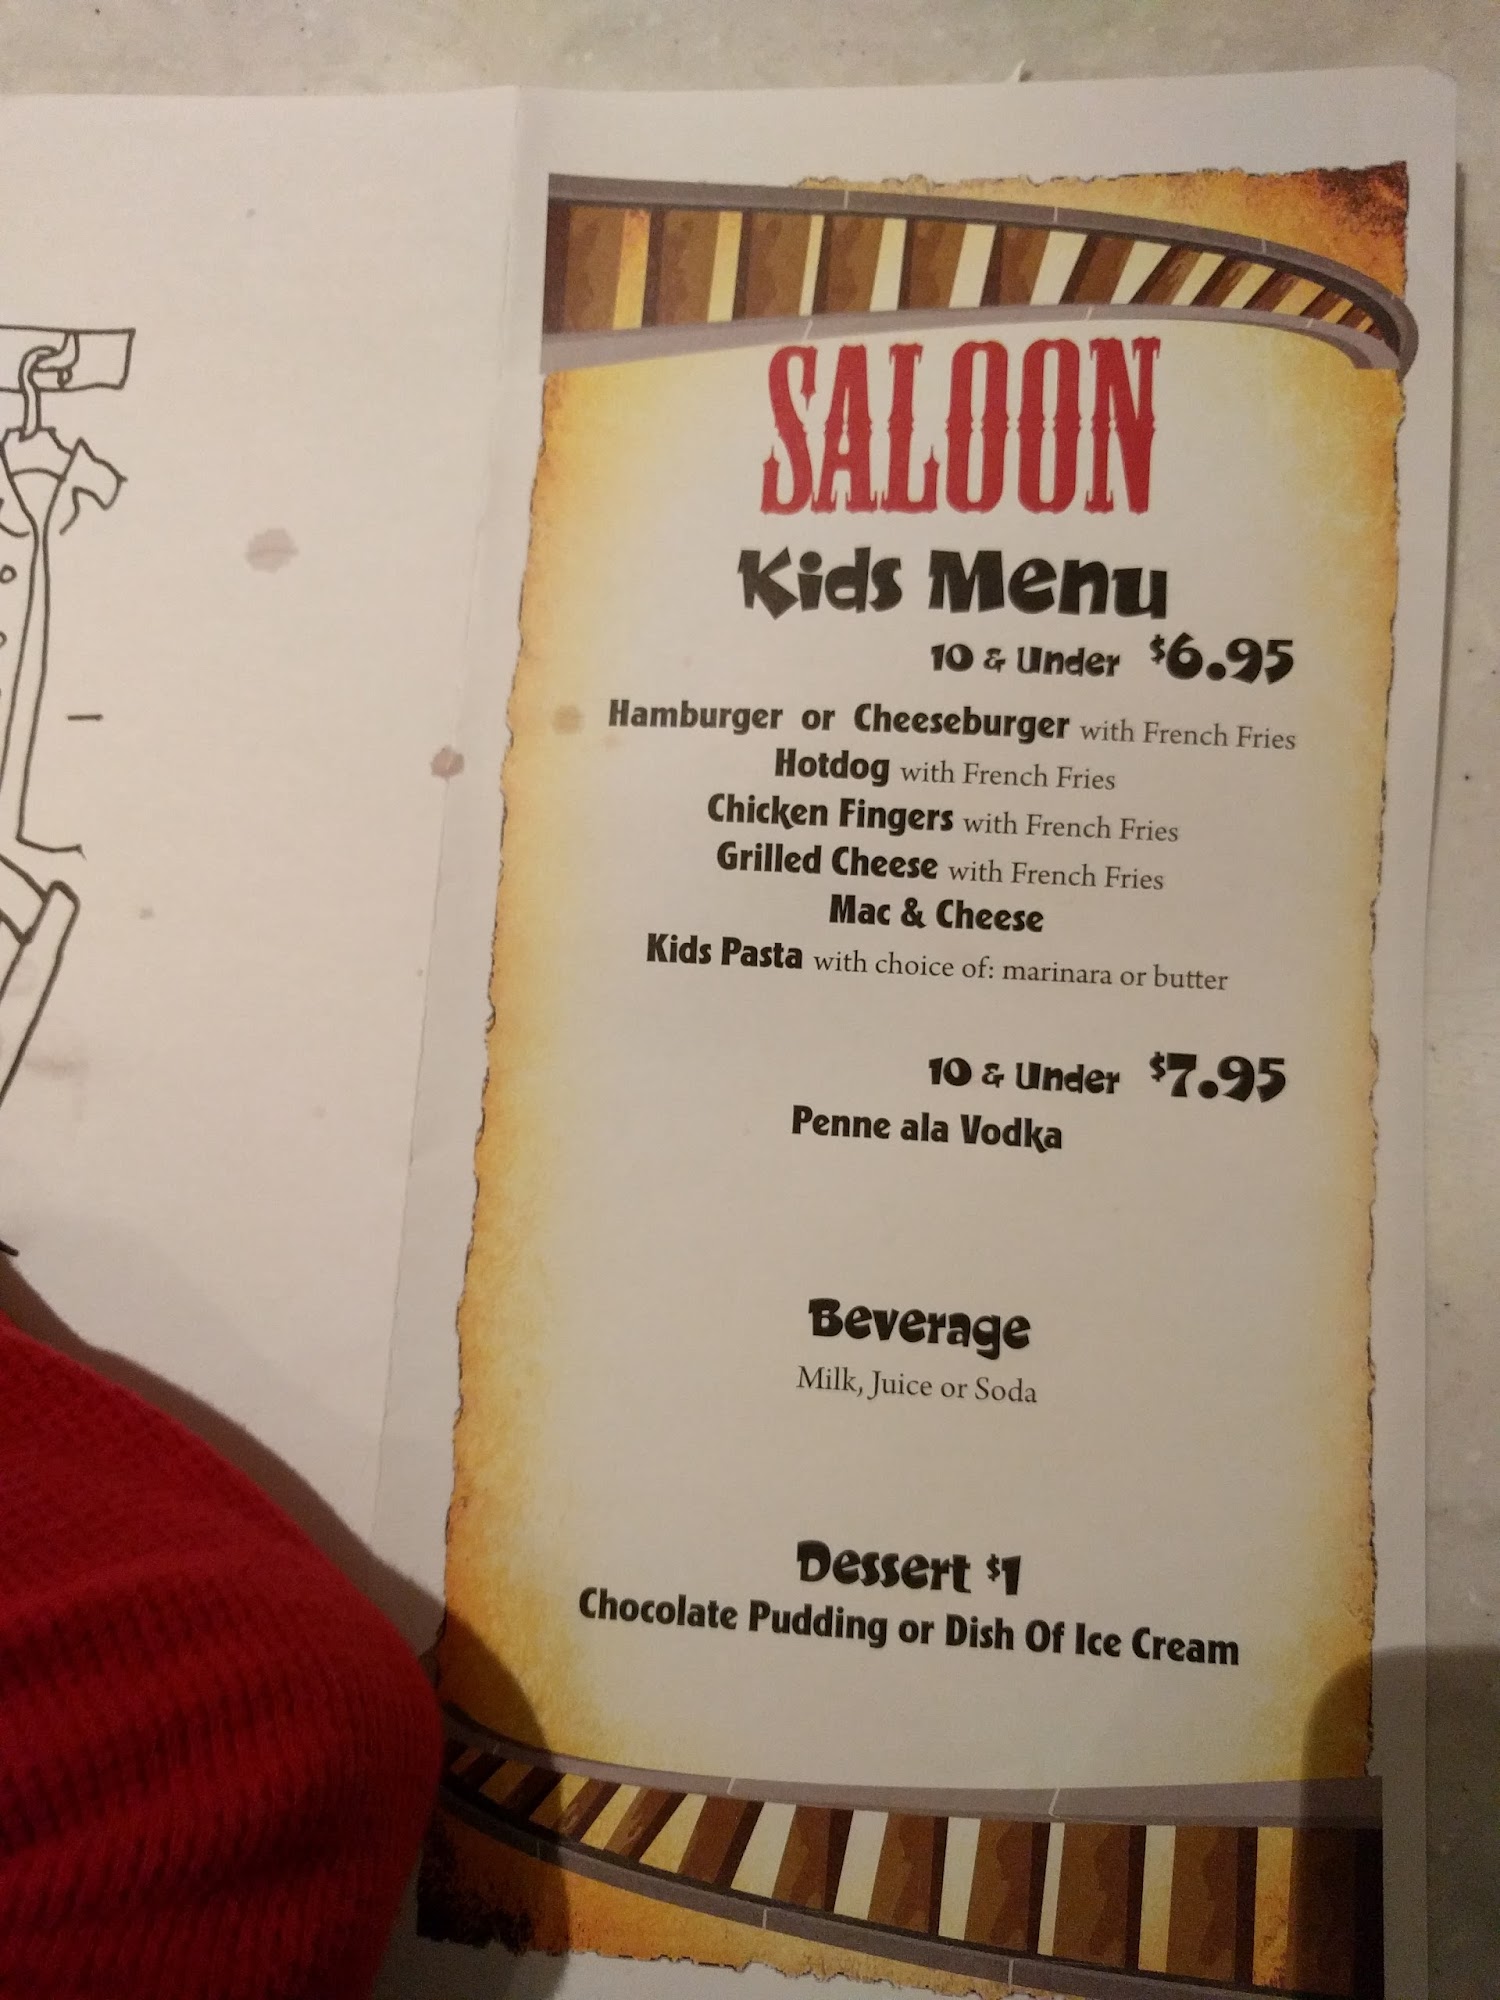 SALOON
Kids Menu
10 & Under $6.95
Hamburger or Cheeseburger with French Fries
Hotdog with French Fries
Chicken Fingers with French Fries
Grilled Cheese with French Fries
Mac & Cheese
Kids Pasta with choice of: marinara or butter
10 & Under $7.95
Penne ala Vodka
Beverage
Milk, Juice or Soda
Dessert $1
Chocolate Pudding or Dish Of Ice Cream